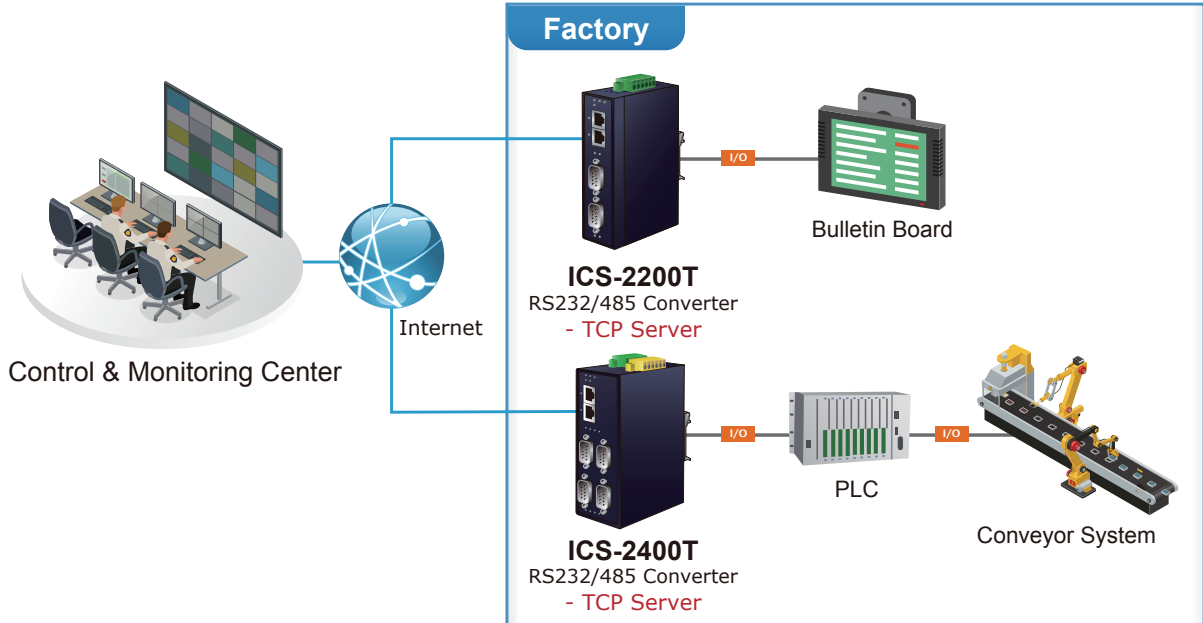 Factory
I/O
Bulletin Board
ICS-2200T
RS232/485 Converter
- TCP Server
Internet
Control & Monitoring Center
I/O
I/O
PLC
Conveyor System
ICS-2400T
RS232/485 Converter
- TCP Server